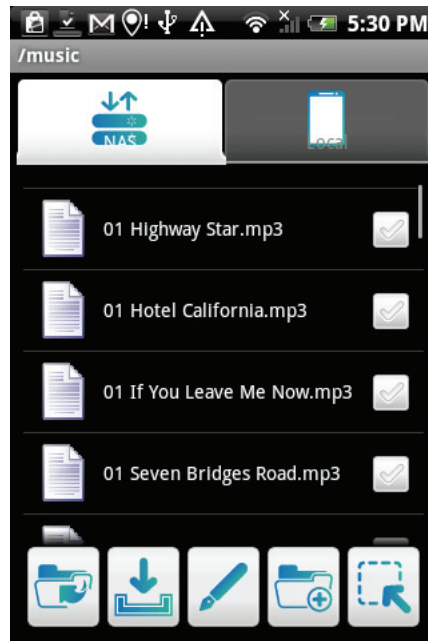 5:30 PM
/music
NAS
Local
01 HIghway Star.mp3
01 Hotel California.mp3
01 If You Leave Me Now.mp3
01 Seven Bridges Road.mp3